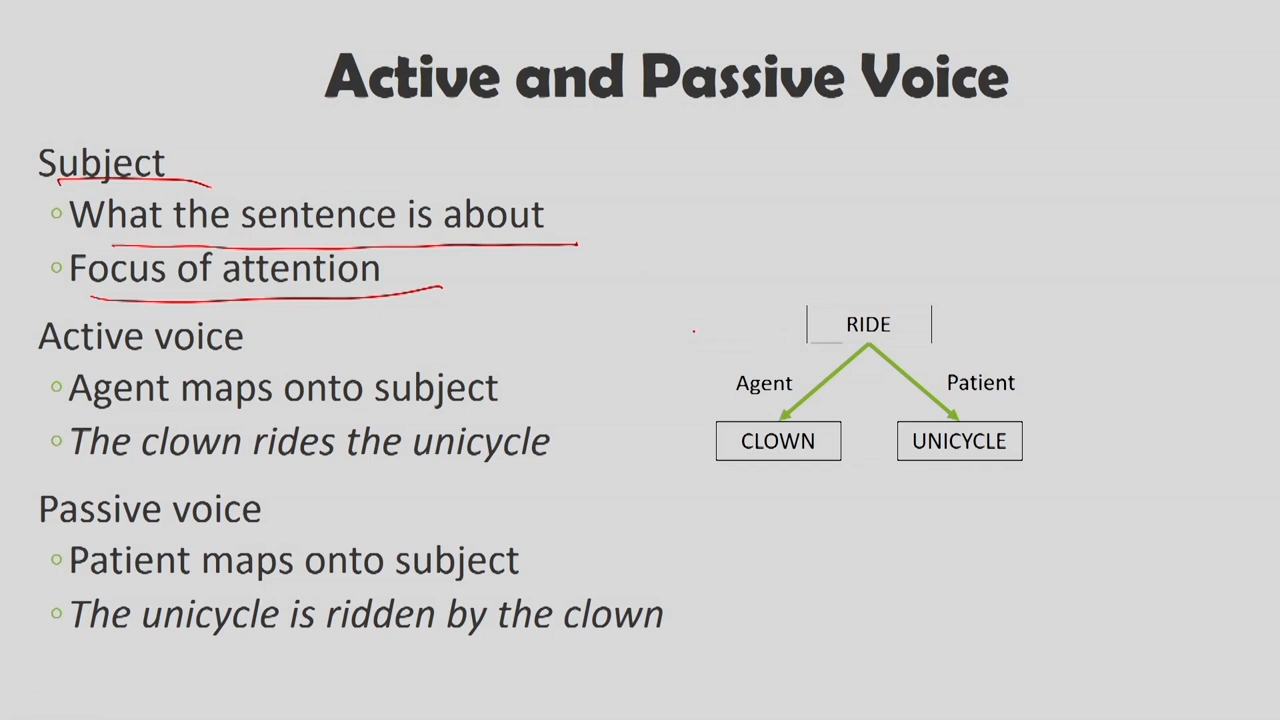 Active and Passive Voice
Subject
What the sentence is about
Focus of attention
Active voice
Agent maps onto subject
The clown rides the unicycle
Passive voice
Patient maps onto subject
The unicycle is ridden by the clown
RIDE
Agent
Patient
CLOWN
UNICYCLE